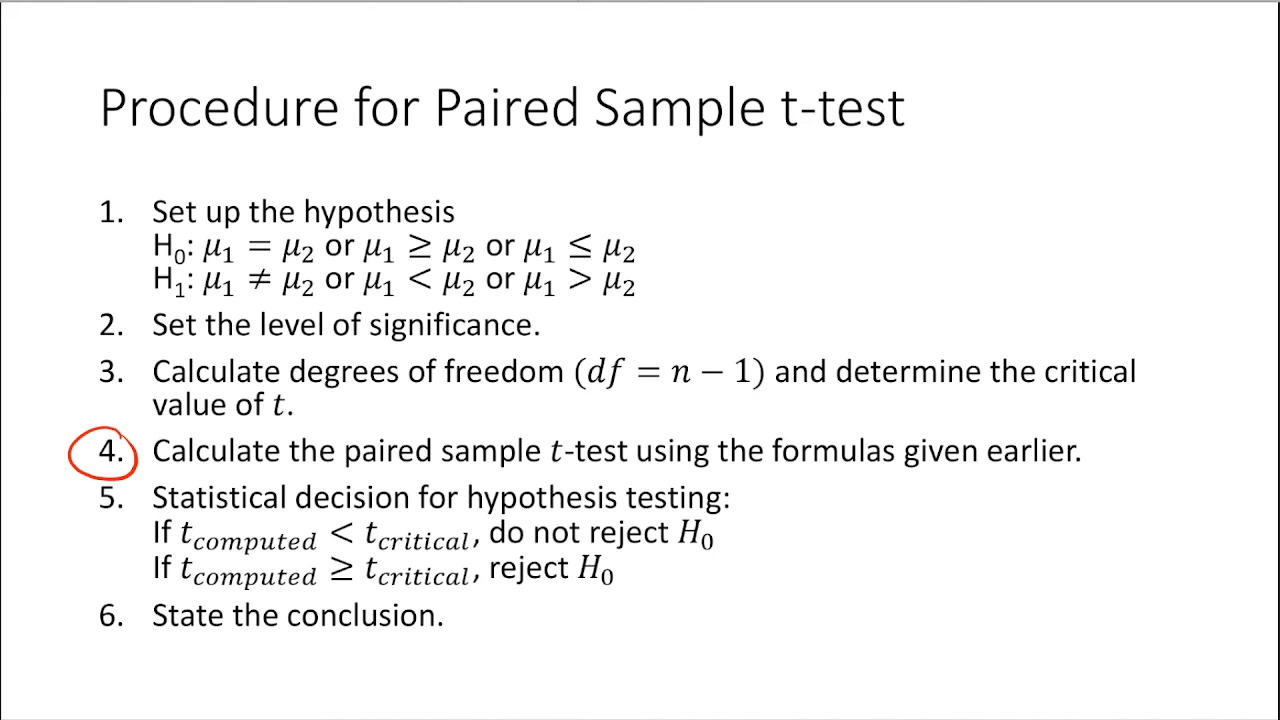 Procedure for Paired Sample t-test
1. Set up the hypothesis
H₀: μ₁ = μ₂ or μ₁ ≥ μ₂ or μ₁ ≤ μ₂
H₁: μ₁ ≠ μ₂ or μ₁ < μ₂ or μ₁ > μ₂
2. Set the level of significance.
3. Calculate degrees of freedom (df = n − 1) and determine the critical
value of t.
4. Calculate the paired sample t-test using the formulas given earlier.
5. Statistical decision for hypothesis testing:
If t_computed < t_critical, do not reject H₀
If t_computed ≥ t_critical, reject H₀
6. State the conclusion.